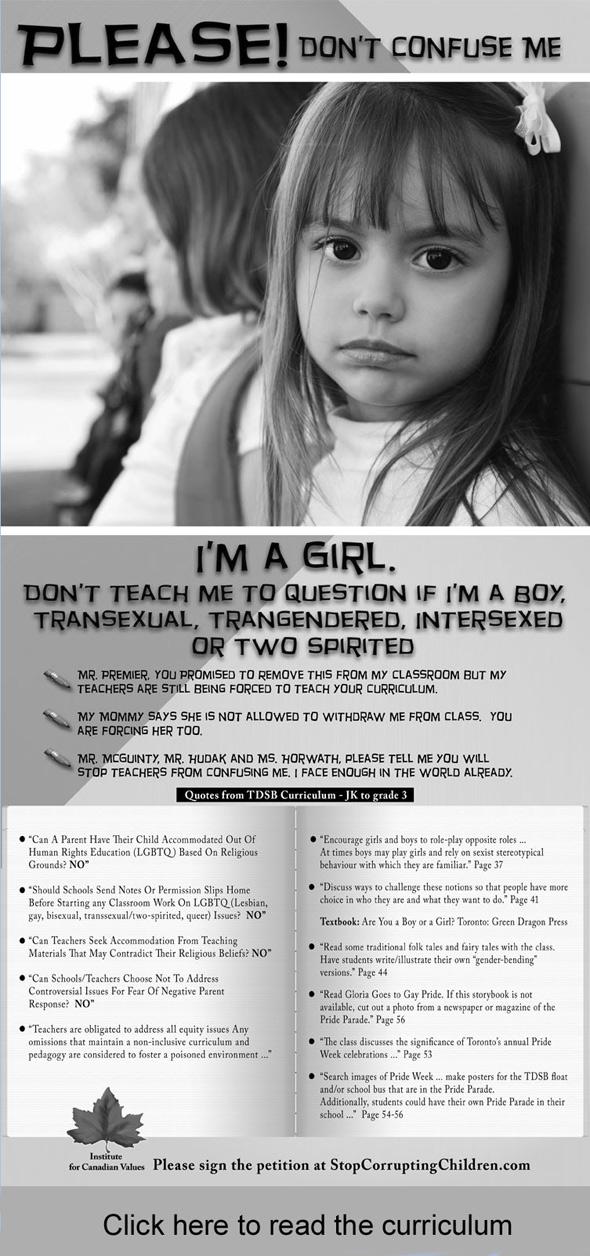 PLEASE! DON'T CONFUSE ME
I'M A GIRL.
DON'T TEACH ME TO QUESTION IF I'M A BOY,
TRANSEXUAL, TRANGENDERED, INTERSEXED
OR TWO SPIRITED
MR. PREMIER, YOU PROMISED TO REMOVE THIS FROM MY CLASSROOM BUT MY
TEACHERS ARE STILL BEING FORCED TO TEACH YOUR CURRICULUM.
MY MOMMY SAYS SHE IS NOT ALLOWED TO WITHDRAW ME FROM CLASS. YOU
ARE FORCING HER TOO.
MR. MCGUINTY, MR. HUDAK AND MS. HORWATH, PLEASE TELL ME YOU WILL
STOP TEACHERS FROM CONFUSING ME. I FACE ENOUGH IN THE WORLD ALREADY.
Quotes from TDSB Curriculum - JK to grade 3
● "Can A Parent Have Their Child Accommodated Out Of
Human Rights Education (LGBTQ) Based On Religious
Grounds? NO"
● "Should Schools Send Notes Or Permission Slips Home
Before Starting any Classroom Work On LGBTQ (Lesbian,
gay, bisexual, transsexual/two-spirited, queer) Issues? NO"
● "Can Teachers Seek Accommodation From Teaching
Materials That May Contradict Their Religious Beliefs? NO"
● "Can Schools/Teachers Choose Not To Address
Controversial Issues For Fear Of Negative Parent
Response? NO"
● "Teachers are obligated to address all equity issues Any
omissions that maintain a non-inclusive curriculum and
pedagogy are considered to foster a poisoned environment ..."
● "Encourage girls and boys to role-play opposite roles ...
At times boys may play girls and rely on sexist stereotypical
behaviour with which they are familiar." Page 37
● "Discuss ways to challenge these notions so that people have more
choice in who they are and what they want to do." Page 41
Textbook: Are You a Boy or a Girl? Toronto: Green Dragon Press
● "Read some traditional folk tales and fairy tales with the class.
Have students write/illustrate their own "gender-bending"
versions." Page 44
● "Read Gloria Goes to Gay Pride. If this storybook is not
available, cut out a photo from a newspaper or magazine of the
Pride Parade." Page 56
● "The class discusses the significance of Toronto's annual Pride
Week celebrations ..." Page 53
● "Search images of Pride Week ... make posters for the TDSB float
and/or school bus that are in the Pride Parade.
Additionally, students could have their own Pride Parade in their
school ..." Page 54-56
Institute
for Canadian Values
Please sign the petition at StopCorruptingChildren.com
Click here to read the curriculum